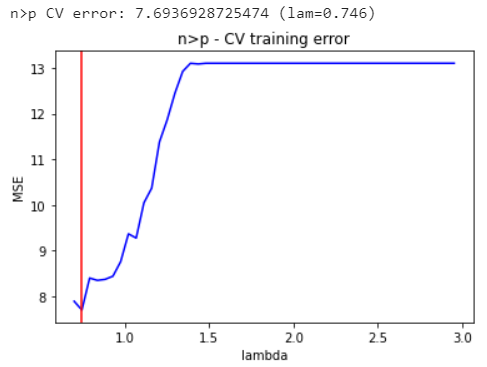 n>p CV error: 7.6936928725474 (lam=0.746)
n>p - CV training error
13
12
11
10
9
8
MSE
1.0 1.5 2.0 2.5 3.0
lambda